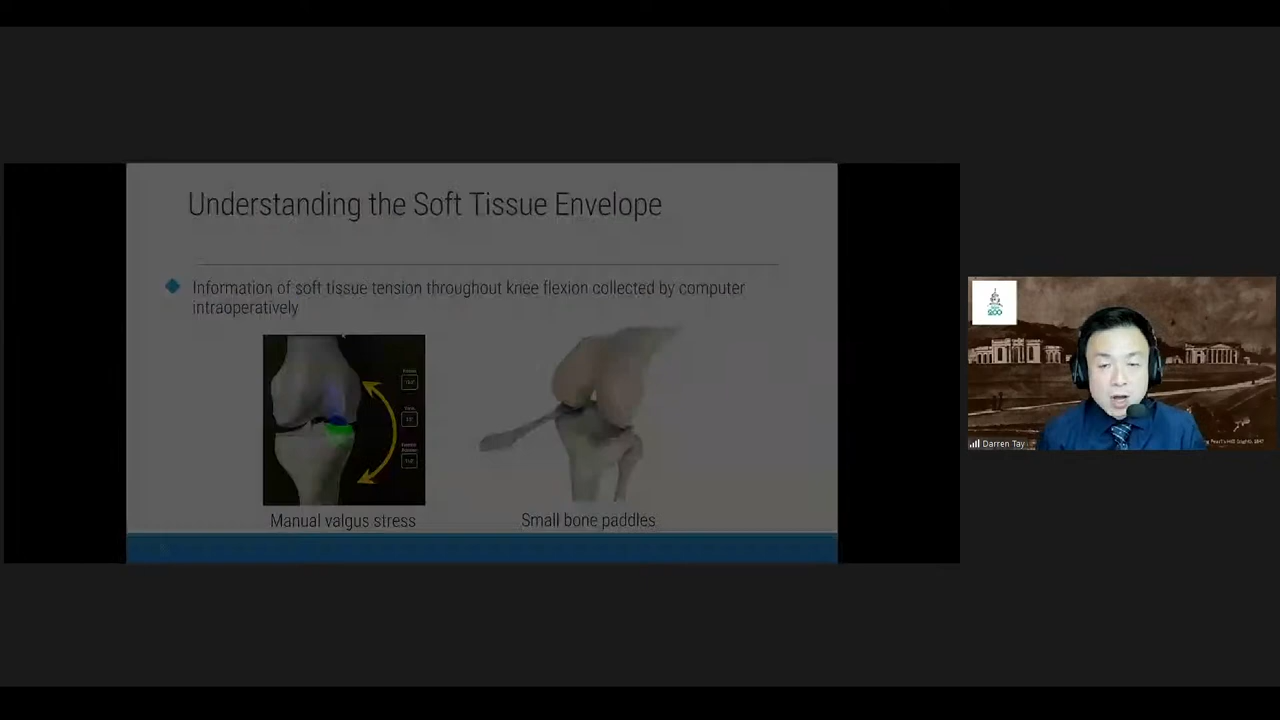 Understanding the Soft Tissue Envelope
Information of soft tissue tension throughout knee flexion collected by computer
intraoperatively
Manual valgus stress
Small bone paddles
200
Darren Tay